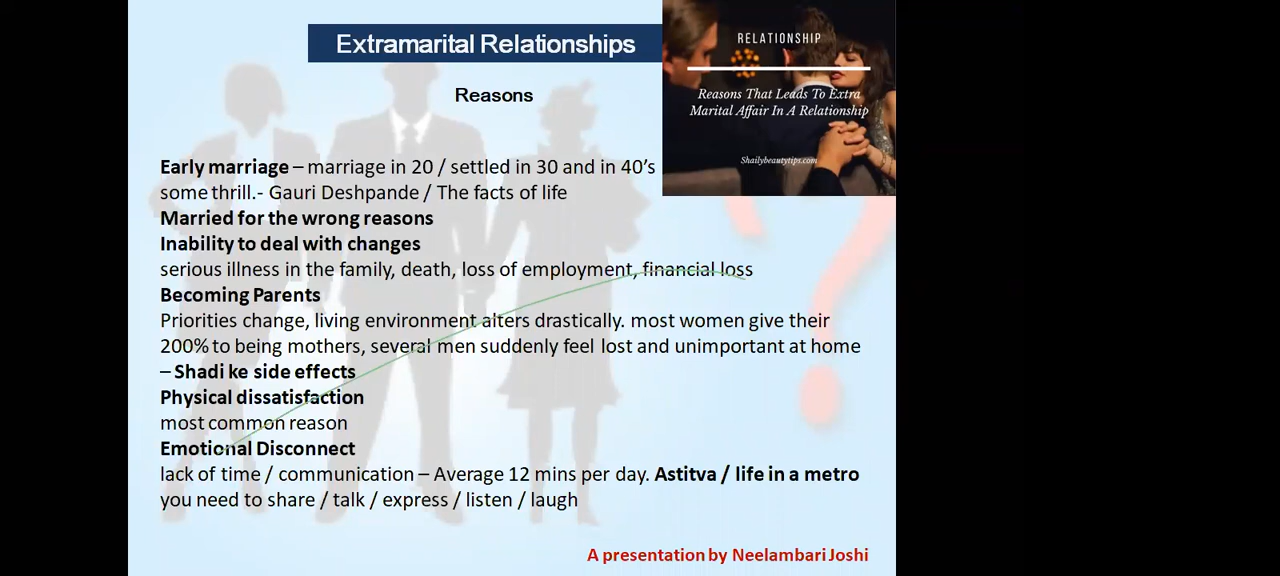 Extramarital Relationships
Reasons
RELATIONSHIP
Reasons That Leads To Extra
Marital Affair In A Relationship
Shailybeautytips.com
Early marriage – marriage in 20 / settled in 30 and in 40’s
some thrill.- Gauri Deshpande / The facts of life
Married for the wrong reasons
Inability to deal with changes
serious illness in the family, death, loss of employment, financial loss
Becoming Parents
Priorities change, living environment alters drastically. most women give their
200% to being mothers, several men suddenly feel lost and unimportant at home
– Shadi ke side effects
Physical dissatisfaction
most common reason
Emotional Disconnect
lack of time / communication – Average 12 mins per day. Astitva / life in a metro
you need to share / talk / express / listen / laugh
A presentation by Neelambari Joshi